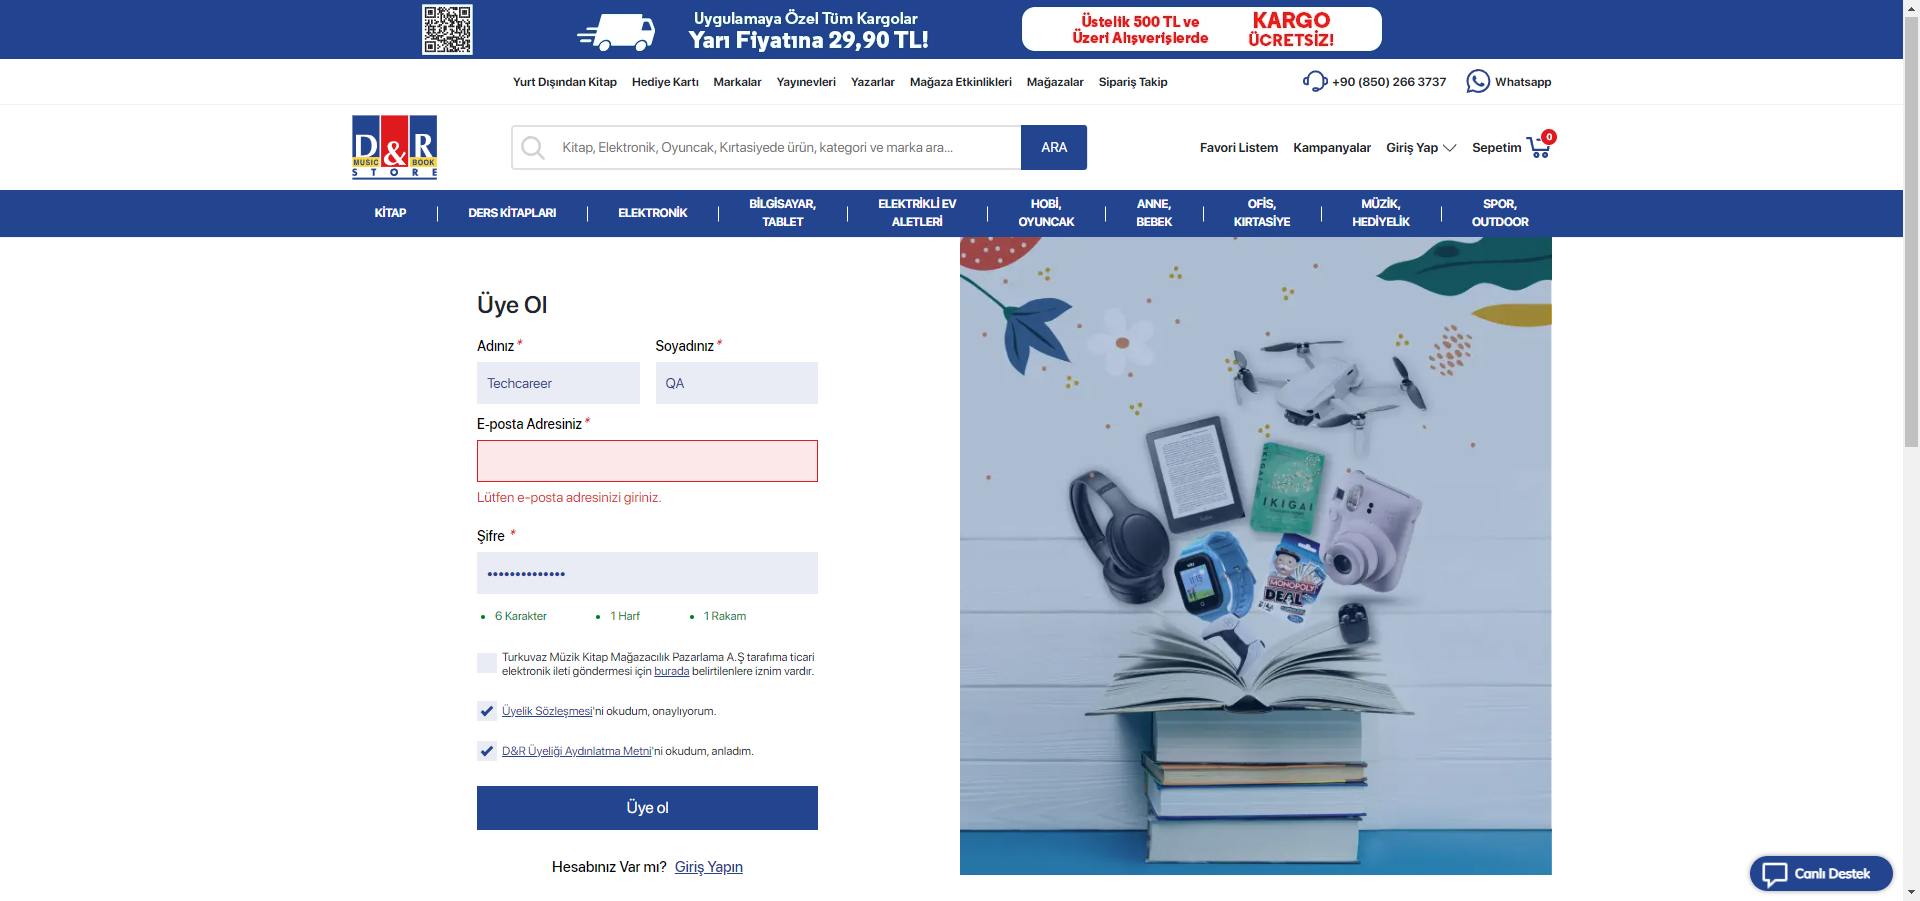 Uygulamaya Özel Tüm Kargolar
Yarı Fiyatına 29,90 TL!
Üstelik 500 TL ve
Üzeri Alışverişlerde
KARGO
ÜCRETSİZ!
Yurt Dışından Kitap Hediye Kartı Markalar Yayınevleri Yazarlar Mağaza Etkinlikleri Mağazalar Sipariş Takip
+90 (850) 266 3737 Whatsapp
D&R
MUSIC BOOK
STORE
Kitap, Elektronik, Oyuncak, Kırtasiyede ürün, kategori ve marka ara...
ARA
Favori Listem Kampanyalar Giriş Yap Sepetim 0
KİTAP
DERS KİTAPLARI
ELEKTRONİK
BİLGİSAYAR,
TABLET
ELEKTRİKLİ EV
ALETLERİ
HOBİ,
OYUNCAK
ANNE,
BEBEK
OFİS,
KIRTASİYE
MÜZİK,
HEDİYELİK
SPOR,
OUTDOOR
Üye Ol
Adınız *
Soyadınız *
Techcareer
QA
E-posta Adresiniz *
Lütfen e-posta adresinizi giriniz.
Şifre *
••••••••••••••
• 6 Karakter
• 1 Harf
• 1 Rakam
Turkuvaz Müzik Kitap Mağazacılık Pazarlama A.Ş tarafıma ticari
elektronik ileti göndermesi için burada belirtilenlere iznim vardır.
Üyelik Sözleşmesi'ni okudum, onaylıyorum.
D&R Üyeliği Aydınlatma Metni'ni okudum, anladım.
Üye ol
Hesabınız Var mı? Giriş Yapın
IKIGAI
MONOPOLY
DEAL
Canlı Destek